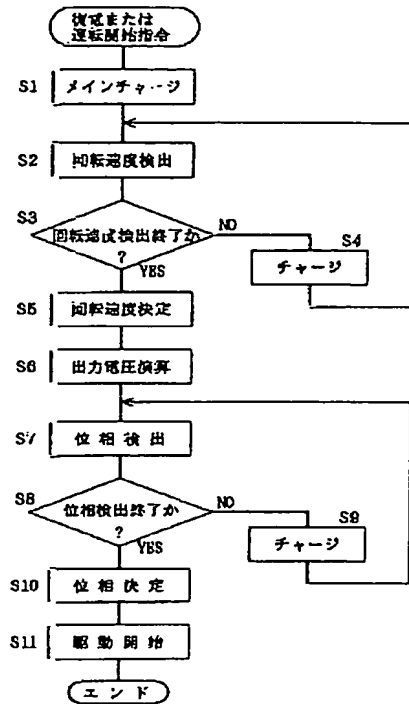 復電または
運転開始指令
S1
メインチャージ
S2
回転速度検出
S3
回転速度検出終了か
?
NO
YES
S4
チャージ
S5
回転速度決定
S6
出力電圧演算
S7
位相検出
S8
位相検出終了か
?
NO
YES
S9
チャージ
S10
位相決定
S11
駆動開始
エンド